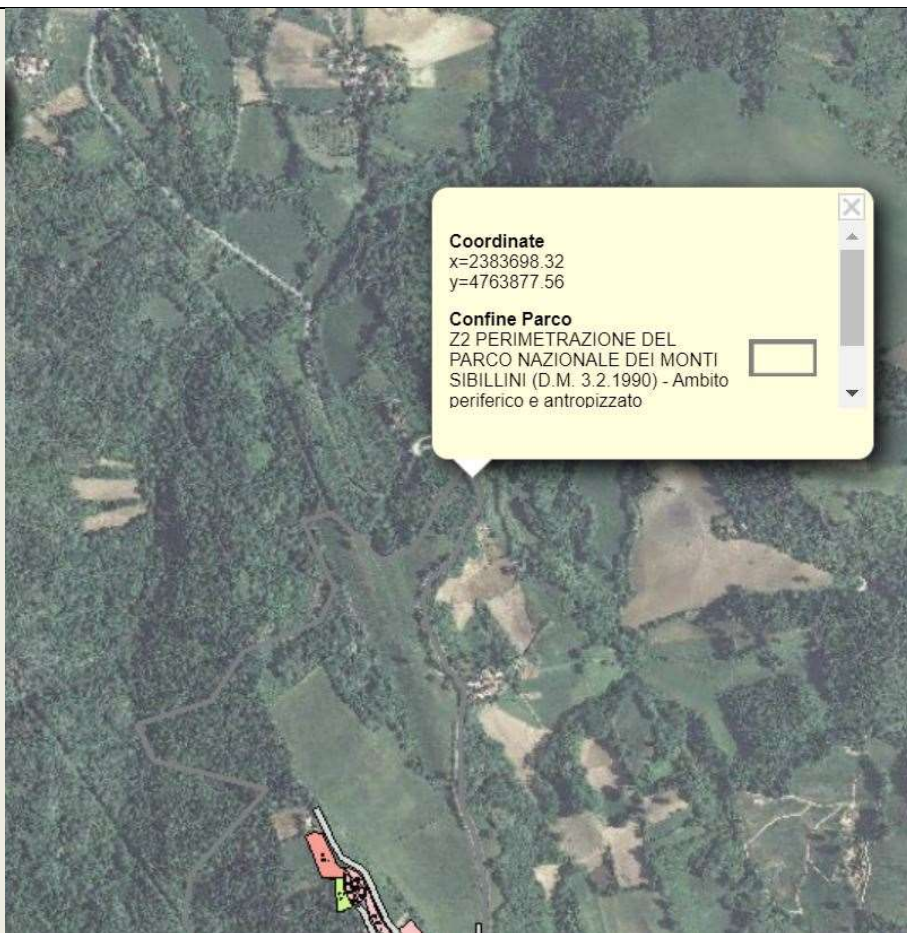 Coordinate
x=2383698.32
y=4763877.56
Confine Parco
Z2 PERIMETRAZIONE DEL
PARCO NAZIONALE DEI MONTI
SIBILLINI (D.M. 3.2.1990) - Ambito
periferico e antropizzato